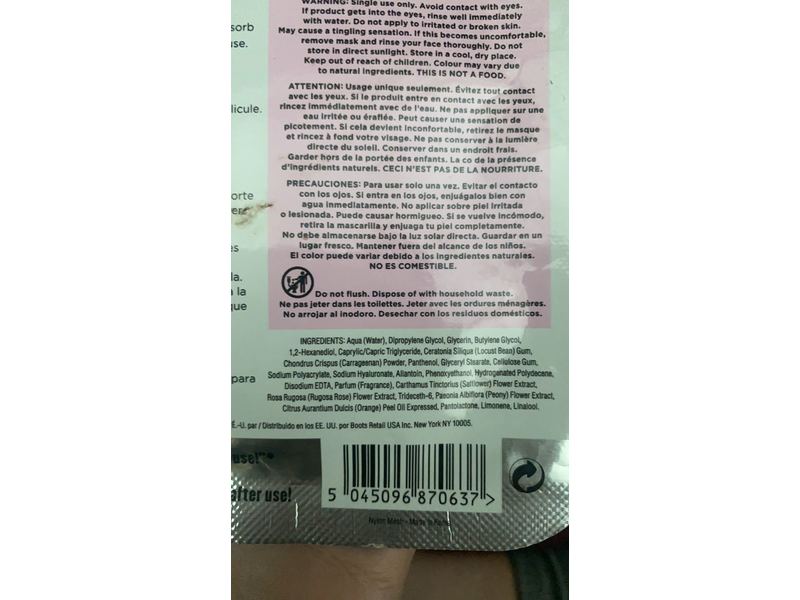 WARNING: Single use only. Avoid contact with eyes.
If product gets into the eyes, rinse well immediately
with water. Do not apply to irritated or broken skin.
May cause a tingling sensation. If this becomes uncomfortable,
remove mask and rinse your face thoroughly. Do not
store in direct sunlight. Store in a cool, dry place.
Keep out of reach of children. Colour may vary due
to natural ingredients. THIS IS NOT A FOOD.
ATTENTION: Usage unique seulement. Évitez tout contact
avec les yeux. Si le produit entre en contact avec les yeux,
rincez immédiatement avec de l'eau. Ne pas appliquer sur une
eau irritée ou éraflée. Peut causer une sensation de
picotement. Si cela devient inconfortable, retirez le masque
et rincez à fond votre visage. Ne pas conserver à la lumière
directe du soleil. Conserver dans un endroit frais.
Garder hors de la portée des enfants. La co de la présence
d'ingrédients naturels. CECI N'EST PAS DE LA NOURRITURE.
PRECAUCIONES: Para usar solo una vez. Evitar el contacto
con los ojos. Si entra en los ojos, enjuágalos bien con
agua inmediatamente. No aplicar sobre piel irritada
o lesionada. Puede causar hormigueo. Si se vuelve incómodo,
retira la mascarilla y enjuaga tu piel completamente.
No debe almacenarse bajo la luz solar directa. Guardar en un
lugar fresco. Mantener fuera del alcance de los niños.
El color puede variar debido a los ingredientes naturales.
NO ES COMESTIBLE.
Do not flush. Dispose of with household waste.
Ne pas jeter dans les toilettes. Jeter avec les ordures ménagères.
No arrojar al inodoro. Desechar con los residuos domésticos.
sorb
use.
licule.
orte
vere
as
la.
a la
que
para
INGREDIENTS: Aqua (Water), Dipropylene Glycol, Glycerin, Butylene Glycol,
1,2-Hexanediol, Caprylic/Capric Triglyceride, Ceratonia Siliqua (Locust Bean) Gum,
Chondrus Crispus (Carrageenan) Powder, Panthenol, Glyceryl Stearate, Cellulose Gum,
Sodium Polyacrylate, Sodium Hyaluronate, Allantoin, Phenoxyethanol, Hydrogenated Polydecene,
Disodium EDTA, Parfum (Fragrance), Carthamus Tinctorius (Safflower) Flower Extract,
Rosa Rugosa (Rugosa Rose) Flower Extract, Trideceth-6, Paeonia Albiflora (Peony) Flower Extract,
Citrus Aurantium Dulcis (Orange) Peel Oil Expressed, Pantolactone, Limonene, Linalool.
É.-U. par / Distribuido en los EE. UU. por Boots Retail USA Inc. New York NY 10005.
use!"*
after use!
5 045096 870637 >
Nylon Mesh - Made in Korea